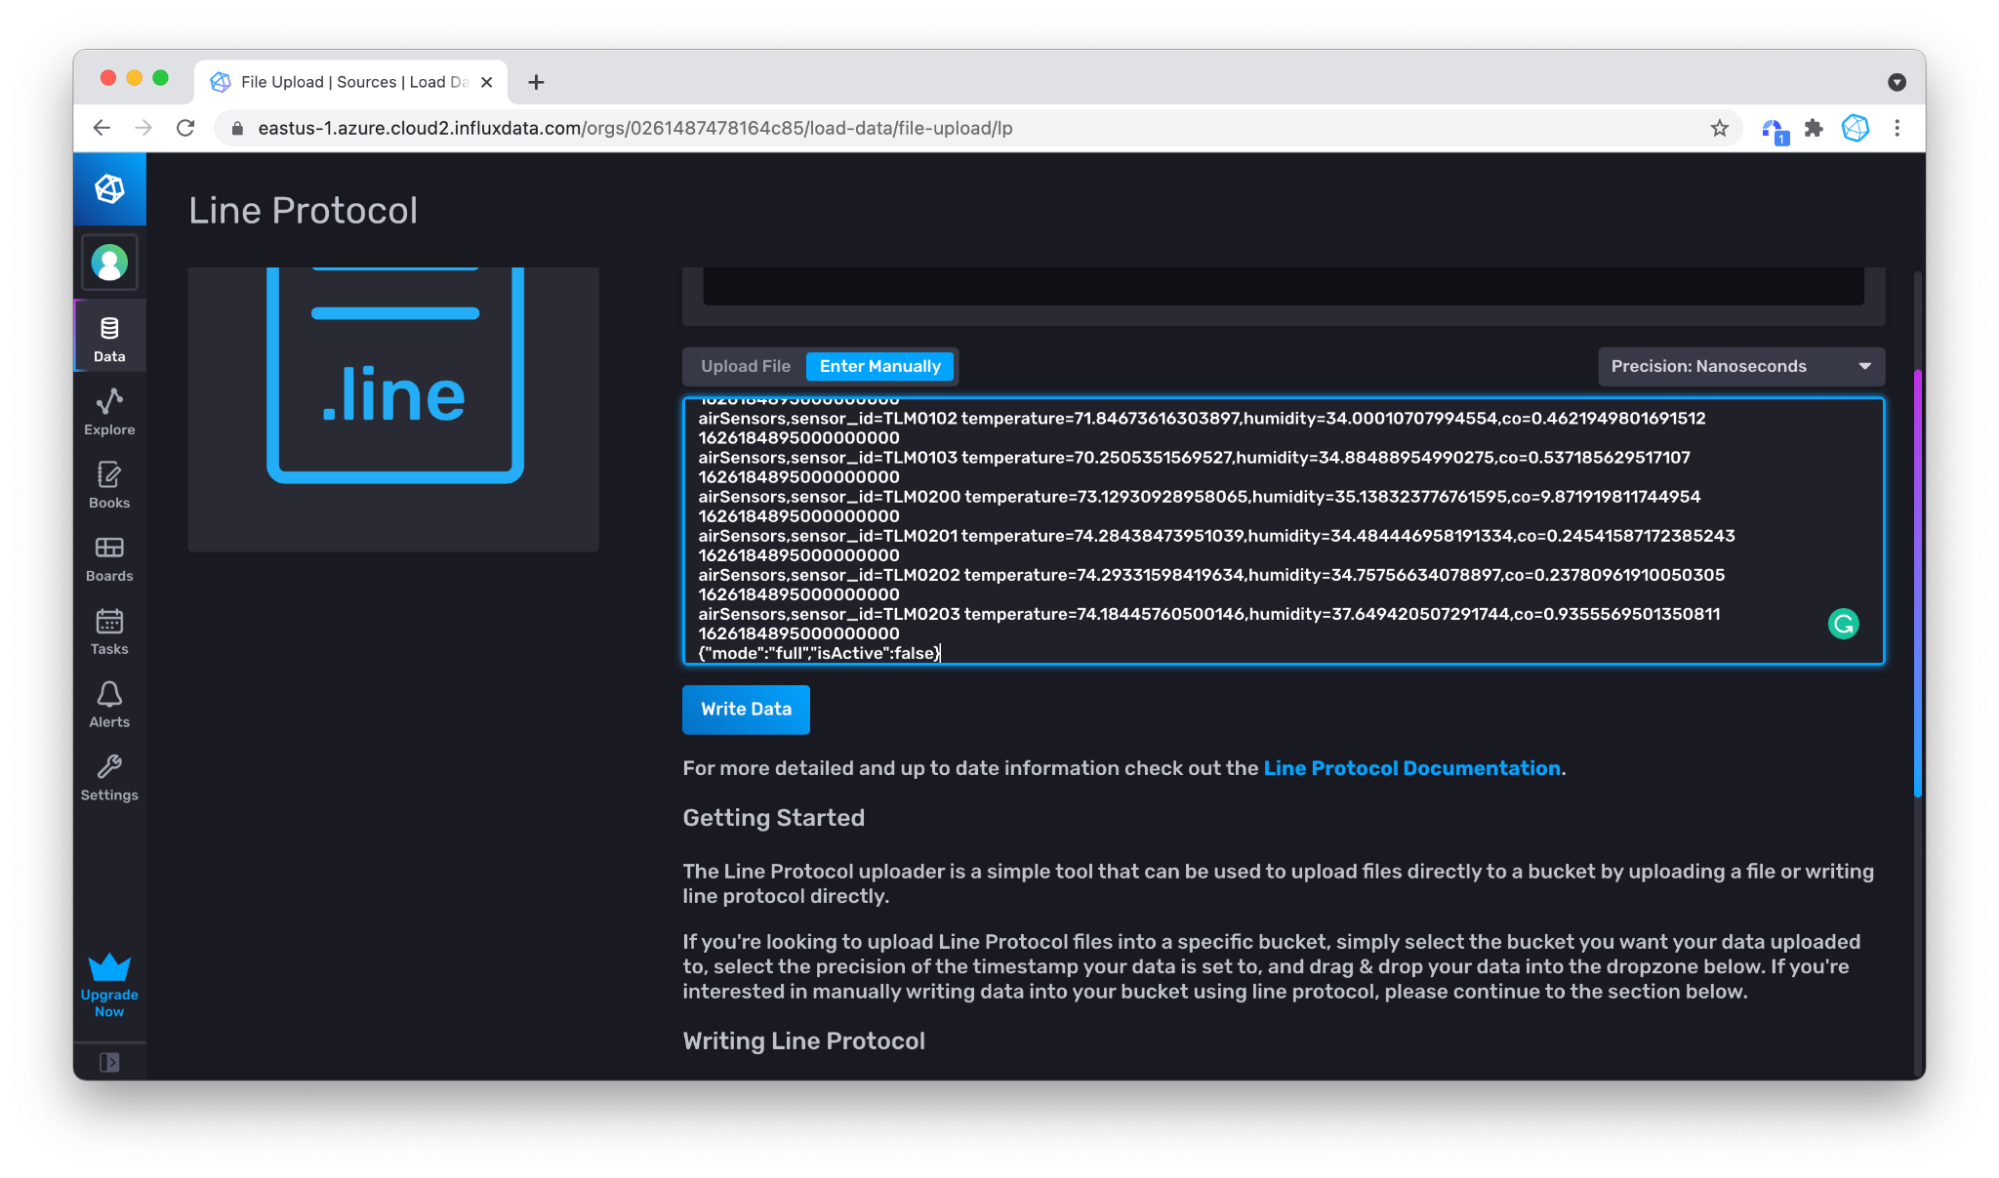 File Upload | Sources | Load Da
eastus-1.azure.cloud2.influxdata.com/orgs/0261487478164c85/load-data/file-upload/lp
1
Line Protocol
.line
Data
Explore
Books
Boards
Tasks
Alerts
Settings
Upgrade
Now
Upload File
Enter Manually
Precision: Nanoseconds
1626184895000000000
airSensors,sensor_id=TLM0102 temperature=71.84673616303897,humidity=34.00010707994554,co=0.4621949801691512
1626184895000000000
airSensors,sensor_id=TLM0103 temperature=70.2505351569527,humidity=34.88488954990275,co=0.537185629517107
1626184895000000000
airSensors,sensor_id=TLM0200 temperature=73.12930928958065,humidity=35.138323776761595,co=9.871919811744954
1626184895000000000
airSensors,sensor_id=TLM0201 temperature=74.28438473951039,humidity=34.484446958191334,co=0.24541587172385243
1626184895000000000
airSensors,sensor_id=TLM0202 temperature=74.29331598419634,humidity=34.75756634078897,co=0.23780961910050305
1626184895000000000
airSensors,sensor_id=TLM0203 temperature=74.18445760500146,humidity=37.649420507291744,co=0.9355569501350811
1626184895000000000
{"mode":"full","isActive":false}
Write Data
For more detailed and up to date information check out the Line Protocol Documentation.
Getting Started
The Line Protocol uploader is a simple tool that can be used to upload files directly to a bucket by uploading a file or writing
line protocol directly.
If you're looking to upload Line Protocol files into a specific bucket, simply select the bucket you want your data uploaded
to, select the precision of the timestamp your data is set to, and drag & drop your data into the dropzone below. If you're
interested in manually writing data into your bucket using line protocol, please continue to the section below.
Writing Line Protocol